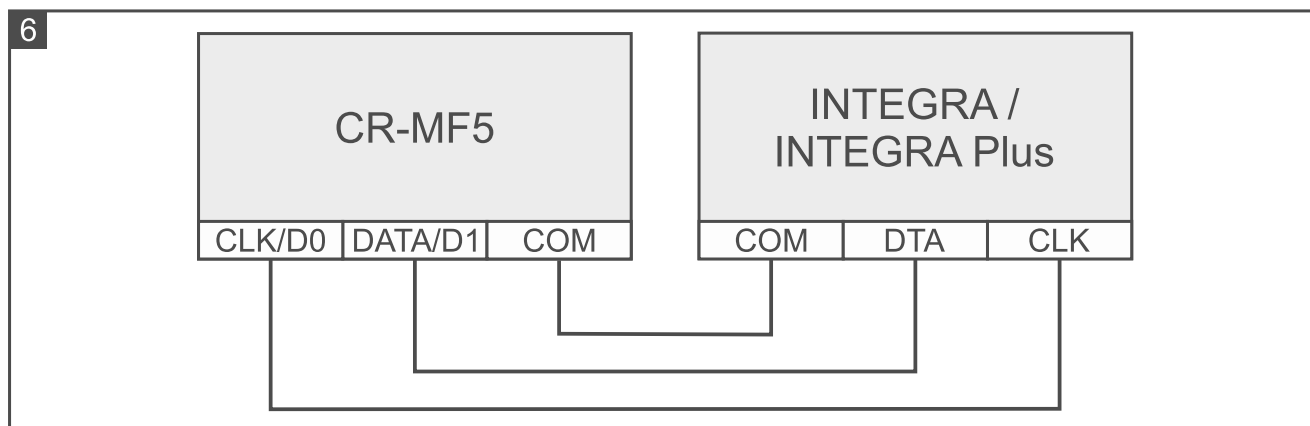 6
CR-MF5
INTEGRA /
INTEGRA Plus
CLK/D0 DATA/D1 COM
COM DTA CLK